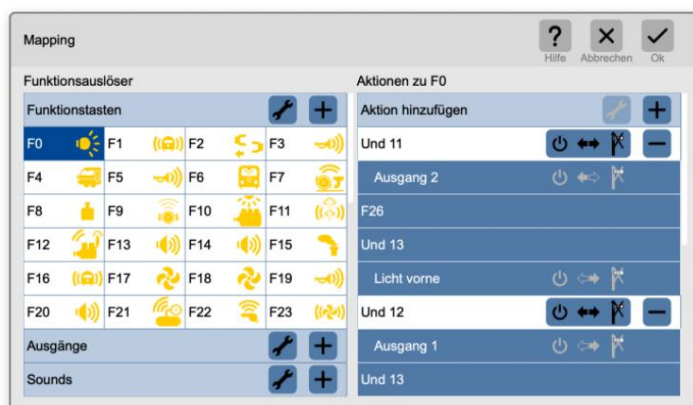 Mapping
Hilfe Abbrechen Ok
Funktionsauslöser
Funktionstasten
F0 F1 F2 F3
F4 F5 F6 F7
F8 F9 F10 F11
F12 F13 F14 F15
F16 F17 F18 F19
F20 F21 F22 F23
Ausgänge
Sounds
Aktionen zu F0
Aktion hinzufügen
Und 11
Ausgang 2
F26
Und 13
Licht vorne
Und 12
Ausgang 1
Und 13